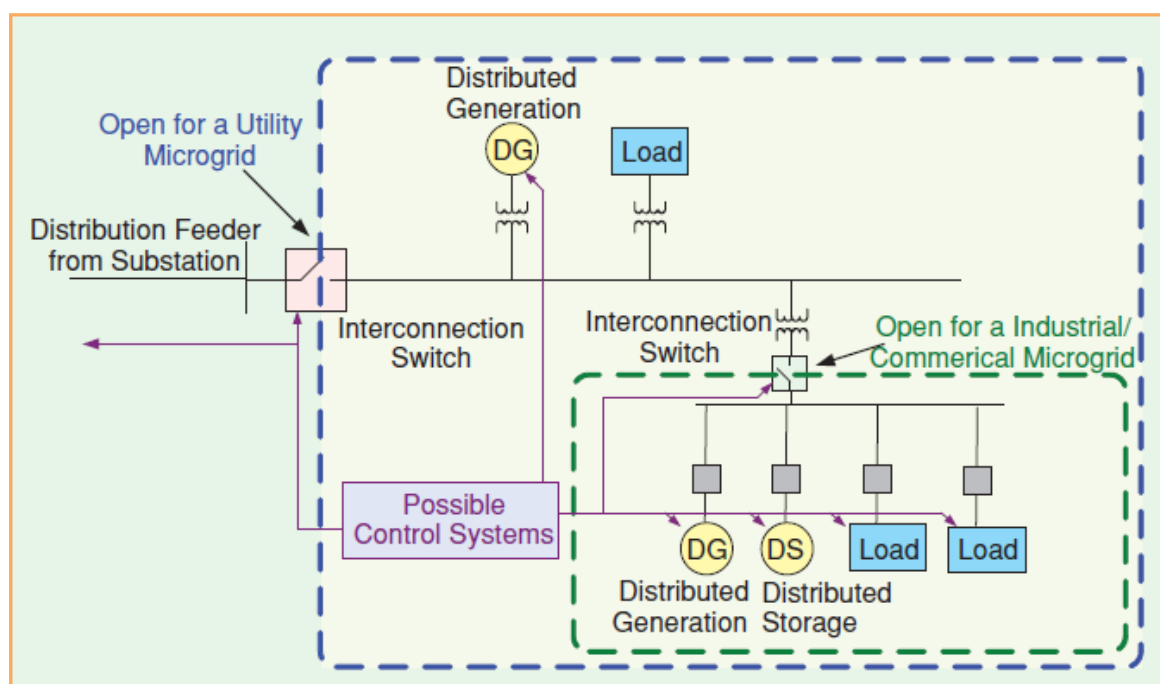 Distributed
Generation
DG
Load
Open for a Utility
Microgrid
Distribution Feeder
from Substation
Interconnection
Switch
Interconnection
Switch
Open for a Industrial/
Commerical Microgrid
Possible
Control Systems
DG
DS
Load
Load
Distributed
Generation
Distributed
Storage